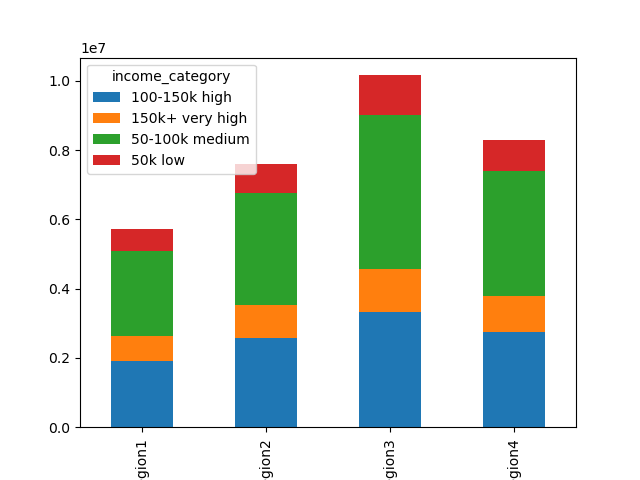 1e7
income_category
100-150k high
150k+ very high
50-100k medium
50k low
1.0
0.8
0.6
0.4
0.2
0.0
gion1
gion2
gion3
gion4